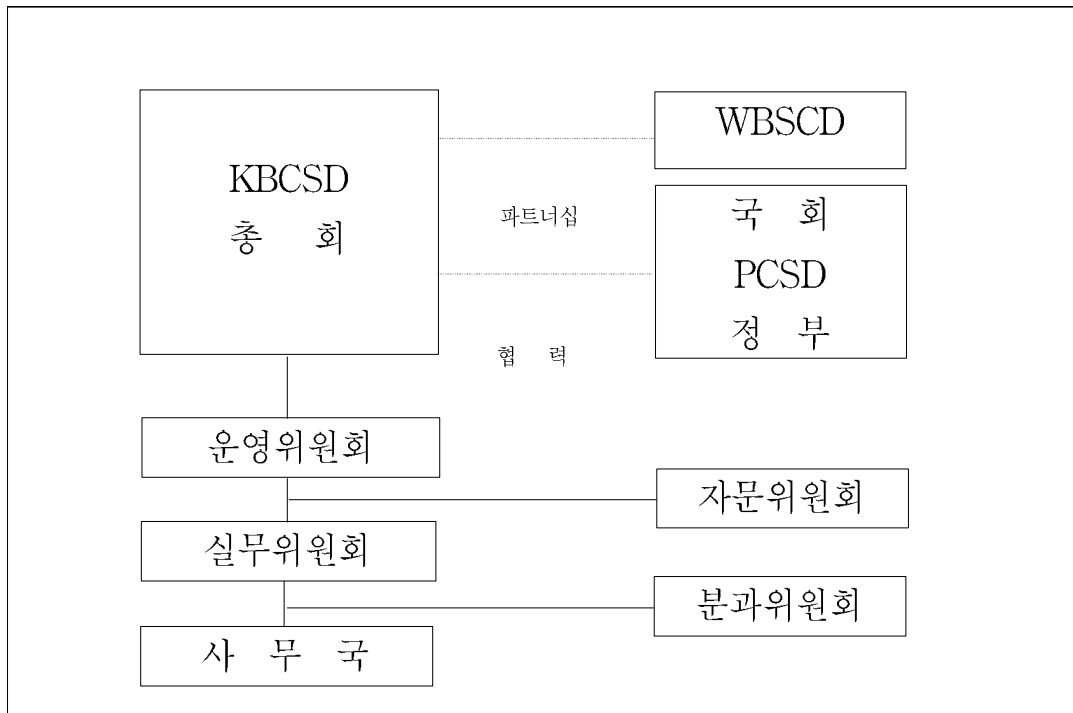 KBCSD
총 회
WBSCD
파트너십
국 회
PCSD
정 부
협 력
운영위원회
자문위원회
실무위원회
분과위원회
사 무 국